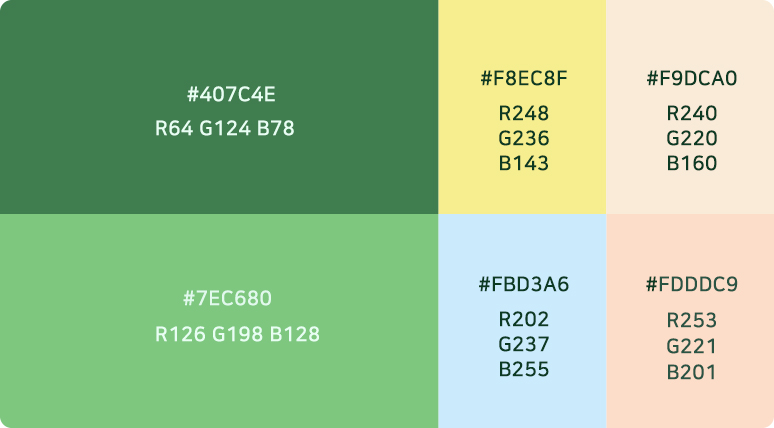 #407C4E
R64 G124 B78
#F8EC8F
R248
G236
B143
#F9DCA0
R240
G220
B160
#7EC680
R126 G198 B128
#FBD3A6
R202
G237
B255
#FDDDC9
R253
G221
B201